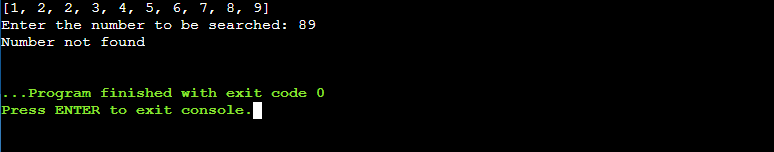 [1, 2, 2, 3, 4, 5, 6, 7, 8, 9]
Enter the number to be searched: 89
Number not found
...Program finished with exit code 0
Press ENTER to exit console.